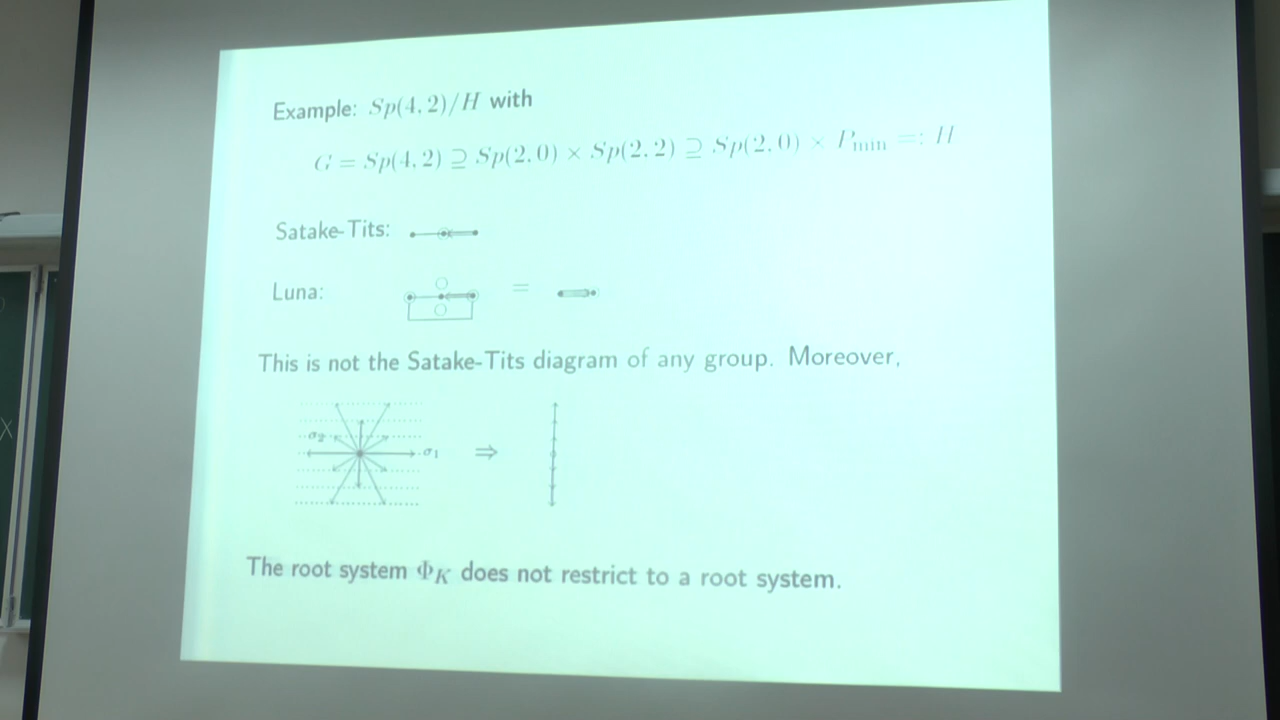 Example: Sp(4, 2)/H with
G = Sp(4, 2) ⊇ Sp(2, 0) × Sp(2, 2) ⊇ Sp(2, 0) × P_min =: H
Satake-Tits:
Luna: =
This is not the Satake-Tits diagram of any group. Moreover,
σ₂ σ₁ ⇒
The root system Φ_K does not restrict to a root system.